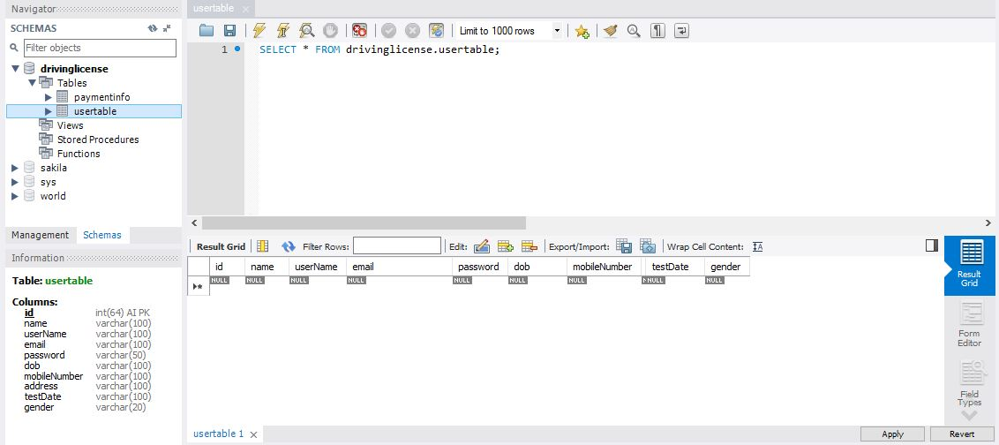 Navigator
SCHEMAS
Filter objects
drivinglicense
Tables
paymentinfo
usertable
Views
Stored Procedures
Functions
sakila
sys
world
Management Schemas
Information
Table: usertable
Columns:
id int(64) AI PK
name varchar(100)
userName varchar(100)
email varchar(100)
password varchar(50)
dob varchar(100)
mobileNumber varchar(100)
address varchar(100)
testDate varchar(100)
gender varchar(20)
usertable
Limit to 1000 rows
1 SELECT * FROM drivinglicense.usertable;
Result Grid Filter Rows: Edit: Export/Import: Wrap Cell Content:
id name userName email password dob mobileNumber testDate gender
NULL NULL NULL NULL NULL NULL NULL NULL NULL
Result
Grid
Form
Editor
Field
Types
usertable 1
Apply Revert